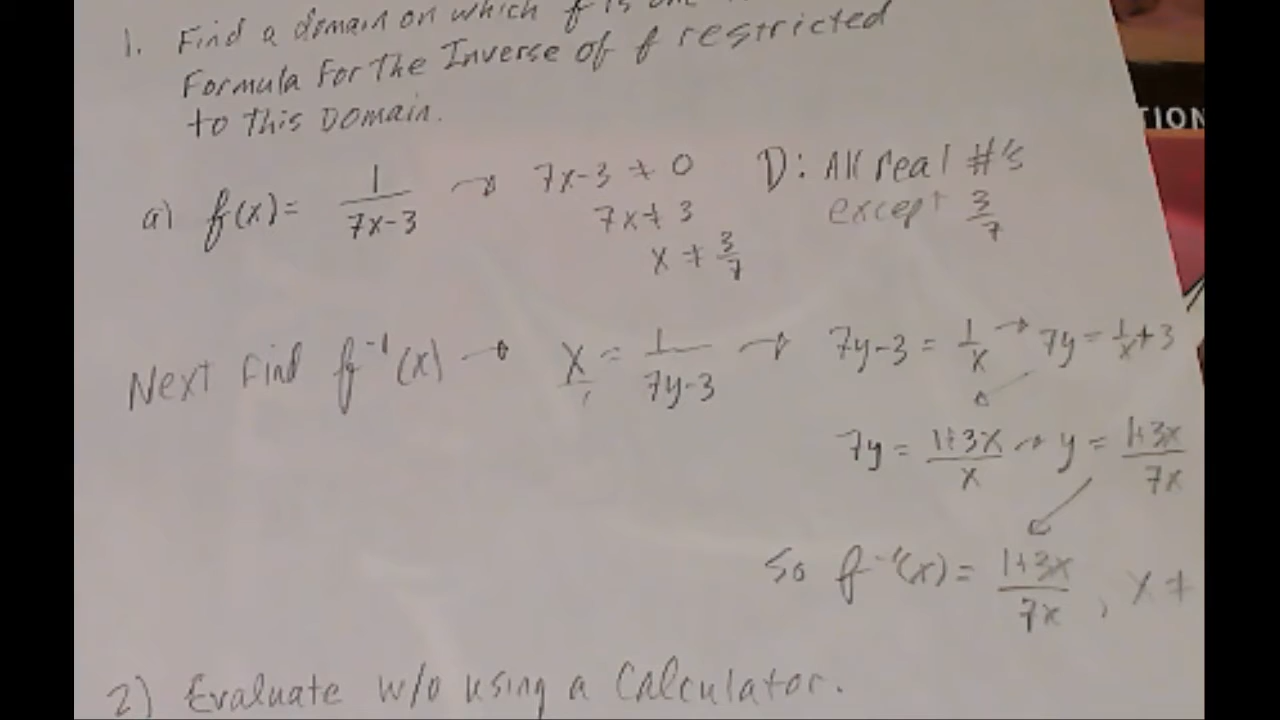 1. Find a domain on which f is one
Formula For The Inverse of f restricted
to This Domain.
a) f(x) = 1/(7x-3) → 7x-3 ≠ 0 D: All real #'s
7x ≠ 3 except 3/7
x ≠ 3/7
Next Find f⁻¹(x) → x = 1/(7y-3) → 7y-3 = 1/x → 7y = 1/x + 3
7y = (1+3x)/x → y = (1+3x)/(7x)
So f⁻¹(x) = (1+3x)/(7x), x ≠
2) Evaluate w/o using a Calculator.
TION